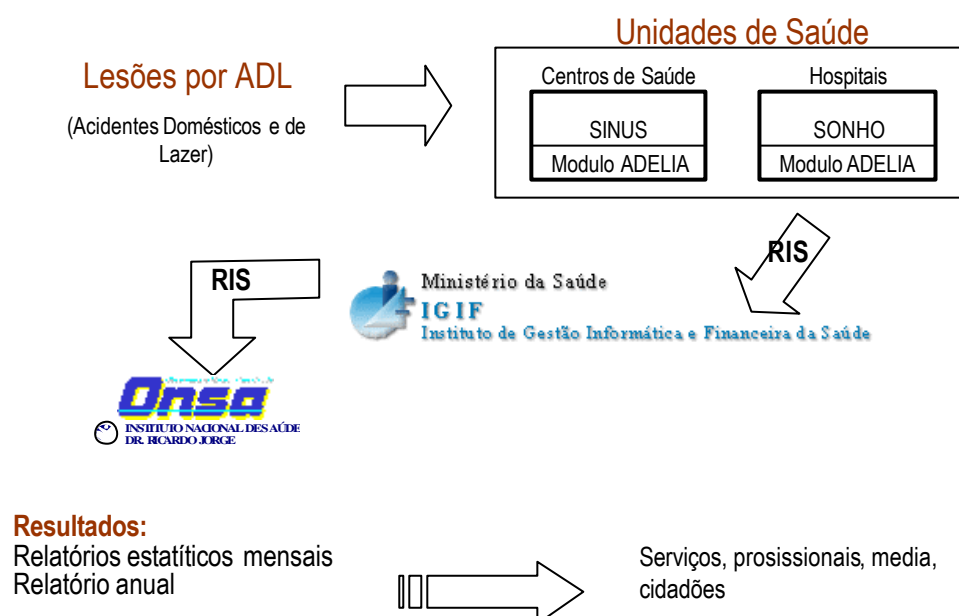 Unidades de Saúde
Lesões por ADL
(Acidentes Domésticos e de
Lazer)
Centros de Saúde
Hospitais
SINUS
Modulo ADELIA
SONHO
Modulo ADELIA
RIS
RIS
Ministério da Saúde
IGIF
Instituto de Gestão Informática e Financeira da Saúde
Onsa
INSTITUTO NACIONAL DE SAÚDE
DR. RICARDO JORGE
Resultados:
Relatórios estatíticos mensais
Relatório anual
Serviços, prosissionais, media,
cidadões